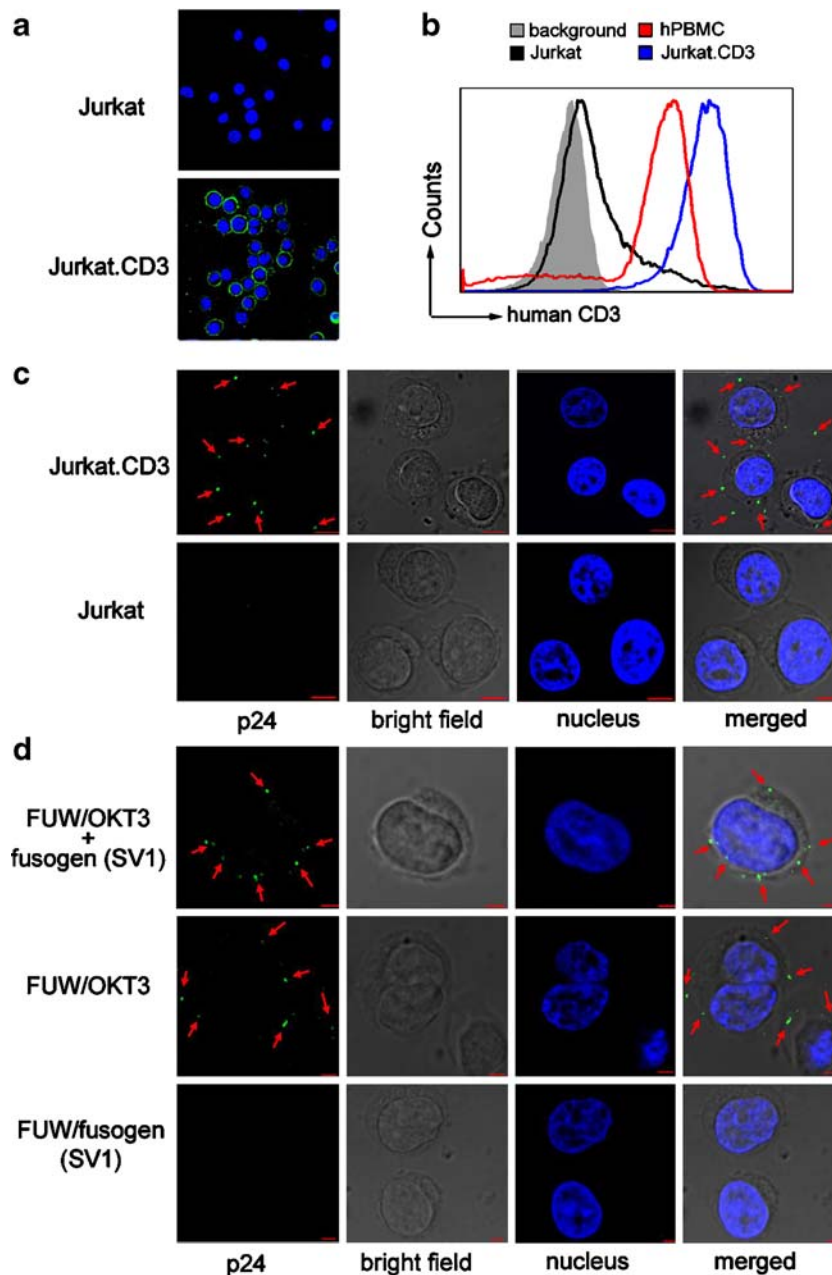 a
Jurkat
Jurkat.CD3
b
background
hPBMC
Jurkat
Jurkat.CD3
Counts
human CD3
c
Jurkat.CD3
Jurkat
p24
bright field
nucleus
merged
d
FUW/OKT3
+
fusogen (SV1)
FUW/OKT3
FUW/fusogen
(SV1)
p24
bright field
nucleus
merged